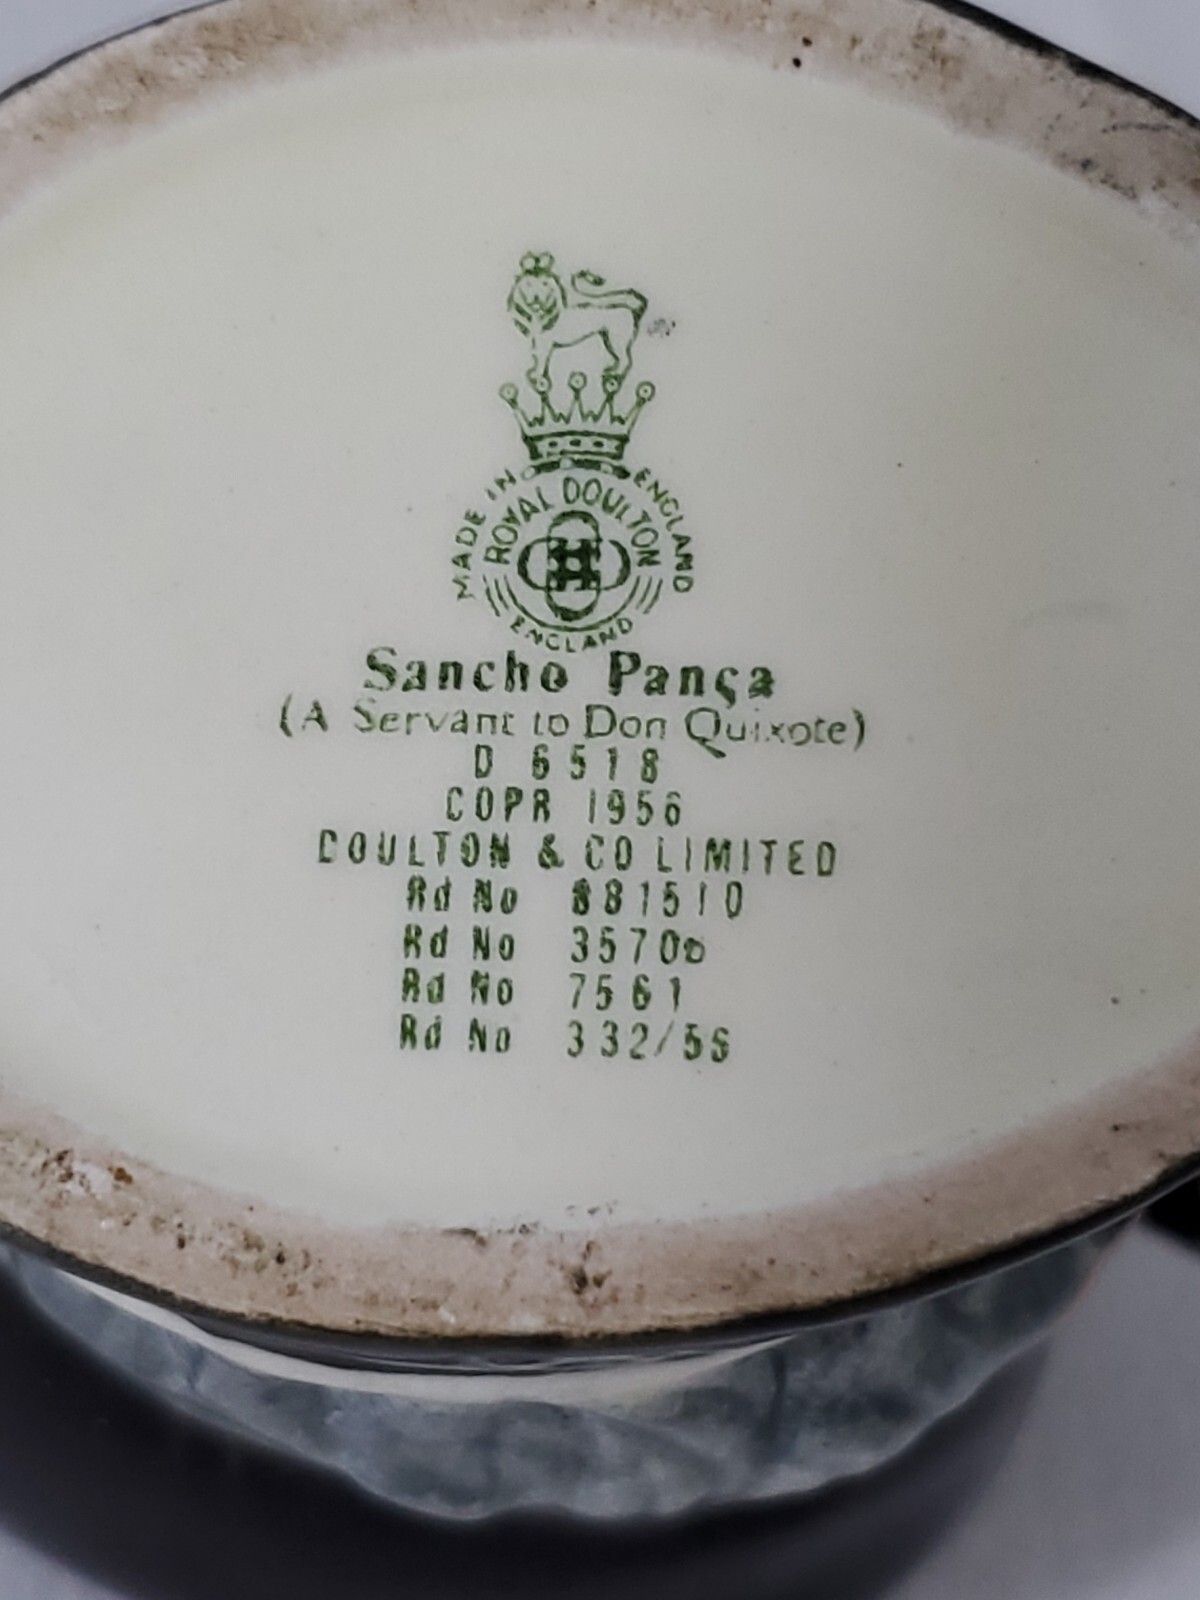 MADE IN ENGLAND
ROYAL DOULTON
ENGLAND
Sancho Pança
(A Servant to Don Quixote)
D 6518
COPR 1956
DOULTON & CO LIMITED
Rd No 881510
Rd No 35706
Rd No 7561
Rd No 332/56